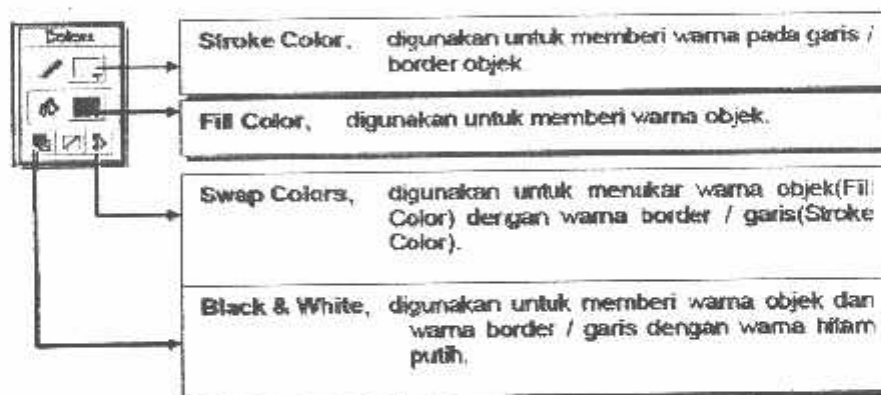 Colors
Stroke Color, digunakan untuk memberi warna pada garis /
border objek
Fill Color, digunakan untuk memberi warna objek.
Swap Colors, digunakan untuk menukar warna objek(Fill
Color) dengan warna border / garis(Stroke
Color).
Black & White, digunakan untuk memberi warna objek dan
warna border / garis dengan warna hitam
putih.